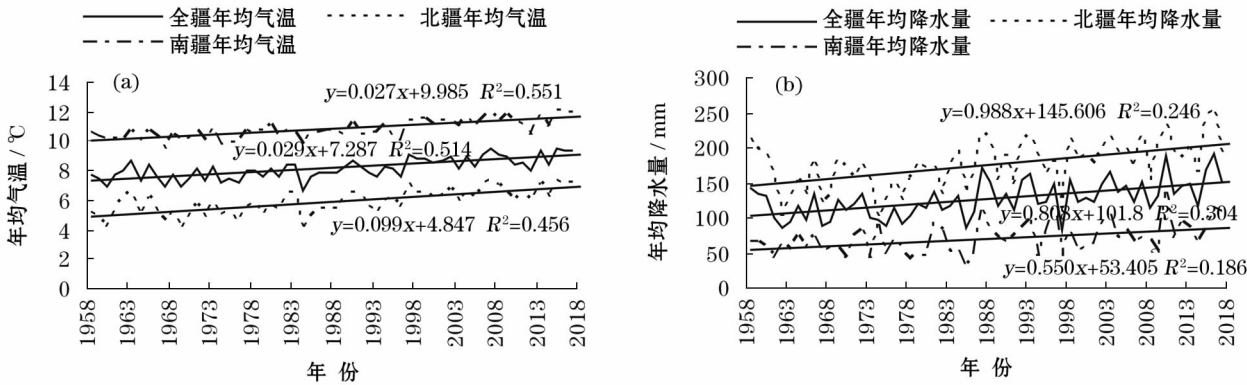 全疆年均气温 北疆年均气温
南疆年均气温
(a)
y=0.027x+9.985 R²=0.551
y=0.029x+7.287 R²=0.514
y=0.099x+4.847 R²=0.456
年均气温/℃
14
12
10
8
6
4
2
0
1958 1963 1968 1973 1978 1983 1988 1993 1998 2003 2008 2013 2018
年 份
全疆年均降水量 北疆年均降水量
南疆年均降水量
(b)
y=0.988x+145.606 R²=0.246
y=0.808x+101.8 R²=0.304
y=0.550x+53.405 R²=0.186
年均降水量/mm
300
250
200
150
100
50
0
1958 1963 1968 1973 1978 1983 1988 1993 1998 2003 2008 2013 2018
年 份